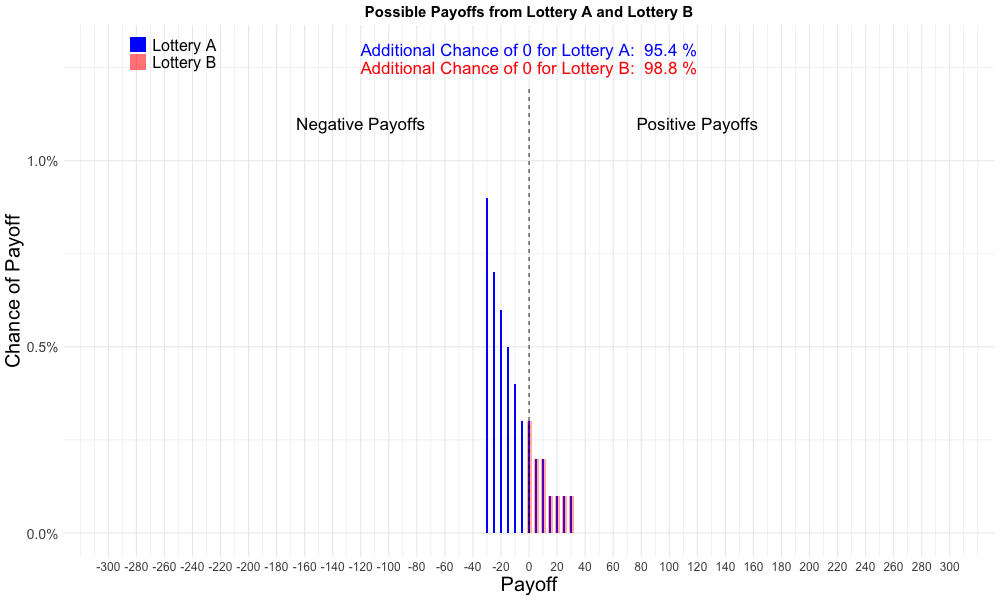 Possible Payoffs from Lottery A and Lottery B
Lottery A
Lottery B
Additional Chance of 0 for Lottery A: 95.4 %
Additional Chance of 0 for Lottery B: 98.8 %
Negative Payoffs
Positive Payoffs
Chance of Payoff
1.0%
0.5%
0.0%
-300 -280 -260 -240 -220 -200 -180 -160 -140 -120 -100 -80 -60 -40 -20 0 20 40 60 80 100 120 140 160 180 200 220 240 260 280 300
Payoff